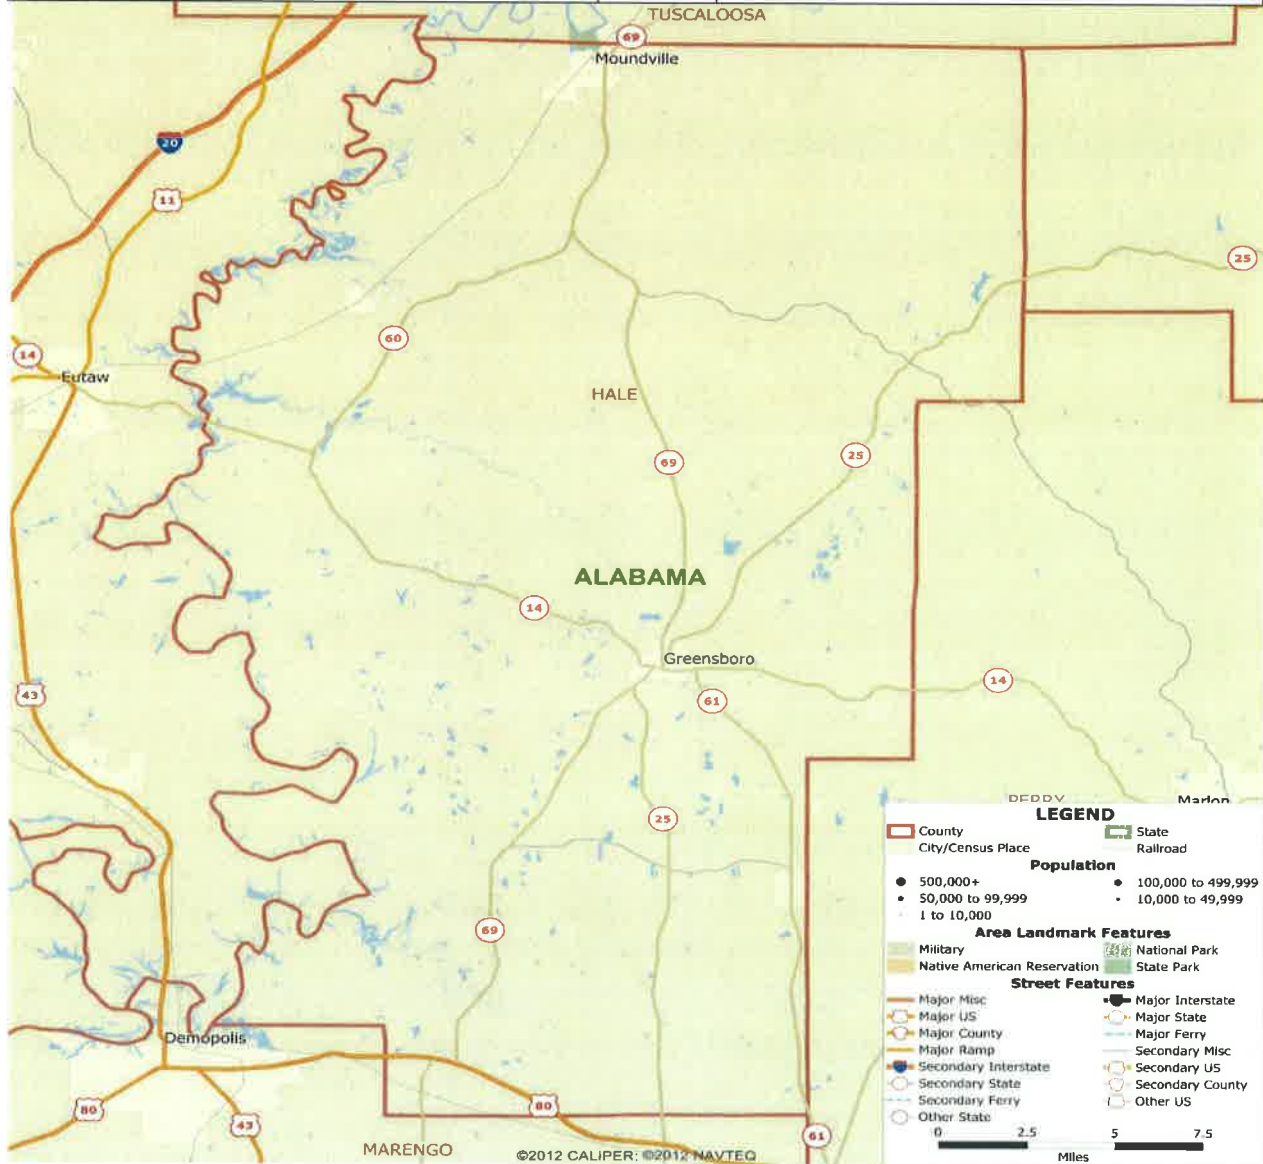 TUSCALOOSA
69
Moundville
20
11
25
14
60
Eutaw
HALE
69
25
ALABAMA
14
Greensboro
14
43
61
PERRY
Marion
25
69
Demopolis
80
43
80
61
MARENGO
©2012 CALIPER; ©2012 NAVTEQ
LEGEND
County State
City/Census Place Railroad
Population
500,000+ 100,000 to 499,999
50,000 to 99,999 10,000 to 49,999
1 to 10,000
Area Landmark Features
Military National Park
Native American Reservation State Park
Street Features
Major Misc Major Interstate
Major US Major State
Major County Major Ferry
Major Ramp Secondary Misc
Secondary Interstate Secondary US
Secondary State Secondary County
Secondary Ferry Other US
Other State
0 2.5 5 7.5
Miles